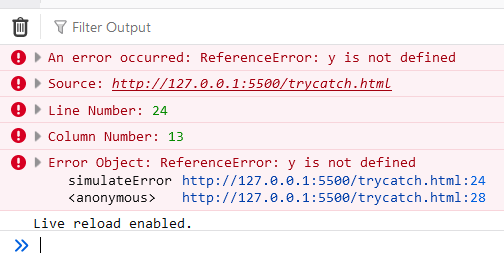 Filter Output
An error occurred: ReferenceError: y is not defined
Source: http://127.0.0.1:5500/trycatch.html
Line Number: 24
Column Number: 13
Error Object: ReferenceError: y is not defined
simulateError http://127.0.0.1:5500/trycatch.html:24
<anonymous> http://127.0.0.1:5500/trycatch.html:28
Live reload enabled.